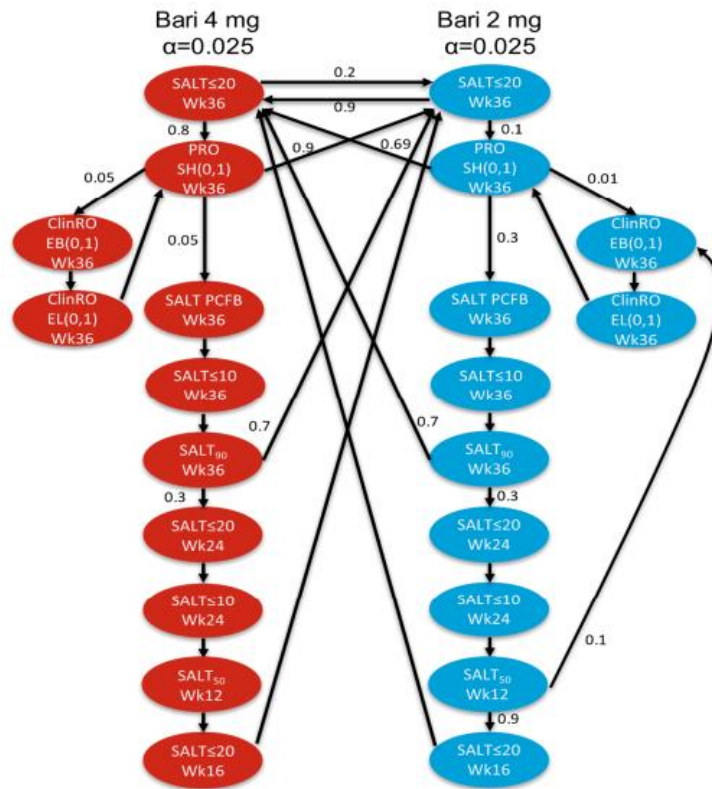 Bari 4 mg
α=0.025
Bari 2 mg
α=0.025
SALT≤20
Wk36
0.2
0.9
SALT≤20
Wk36
0.8
0.1
PRO
SH(0,1)
Wk36
0.9
0.69
PRO
SH(0,1)
Wk36
0.05
0.01
ClinRO
EB(0,1)
Wk36
0.05
0.3
ClinRO
EB(0,1)
Wk36
ClinRO
EL(0,1)
Wk36
SALT PCFB
Wk36
SALT PCFB
Wk36
ClinRO
EL(0,1)
Wk36
SALT≤10
Wk36
SALT≤10
Wk36
0.7
0.7
SALT₉₀
Wk36
SALT₉₀
Wk36
0.3
0.3
SALT≤20
Wk24
SALT≤20
Wk24
SALT≤10
Wk24
SALT≤10
Wk24
0.1
SALT₅₀
Wk12
SALT₅₀
Wk12
0.9
SALT≤20
Wk16
SALT≤20
Wk16